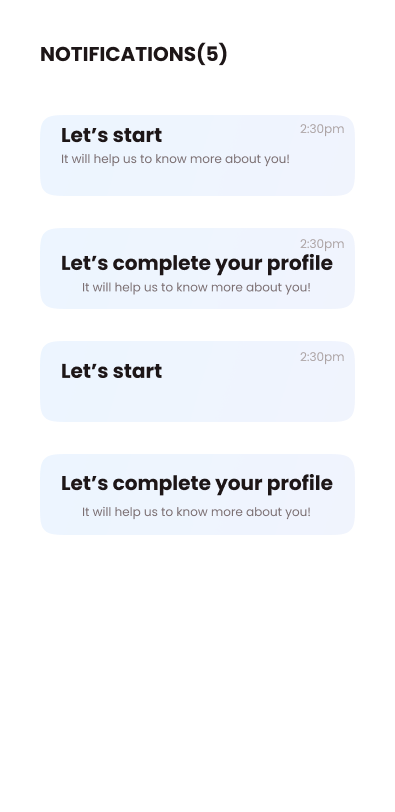 NOTIFICATIONS(5)
2:30pm
Let’s start
It will help us to know more about you!
2:30pm
Let’s complete your profile
It will help us to know more about you!
2:30pm
Let’s start
Let’s complete your profile
It will help us to know more about you!